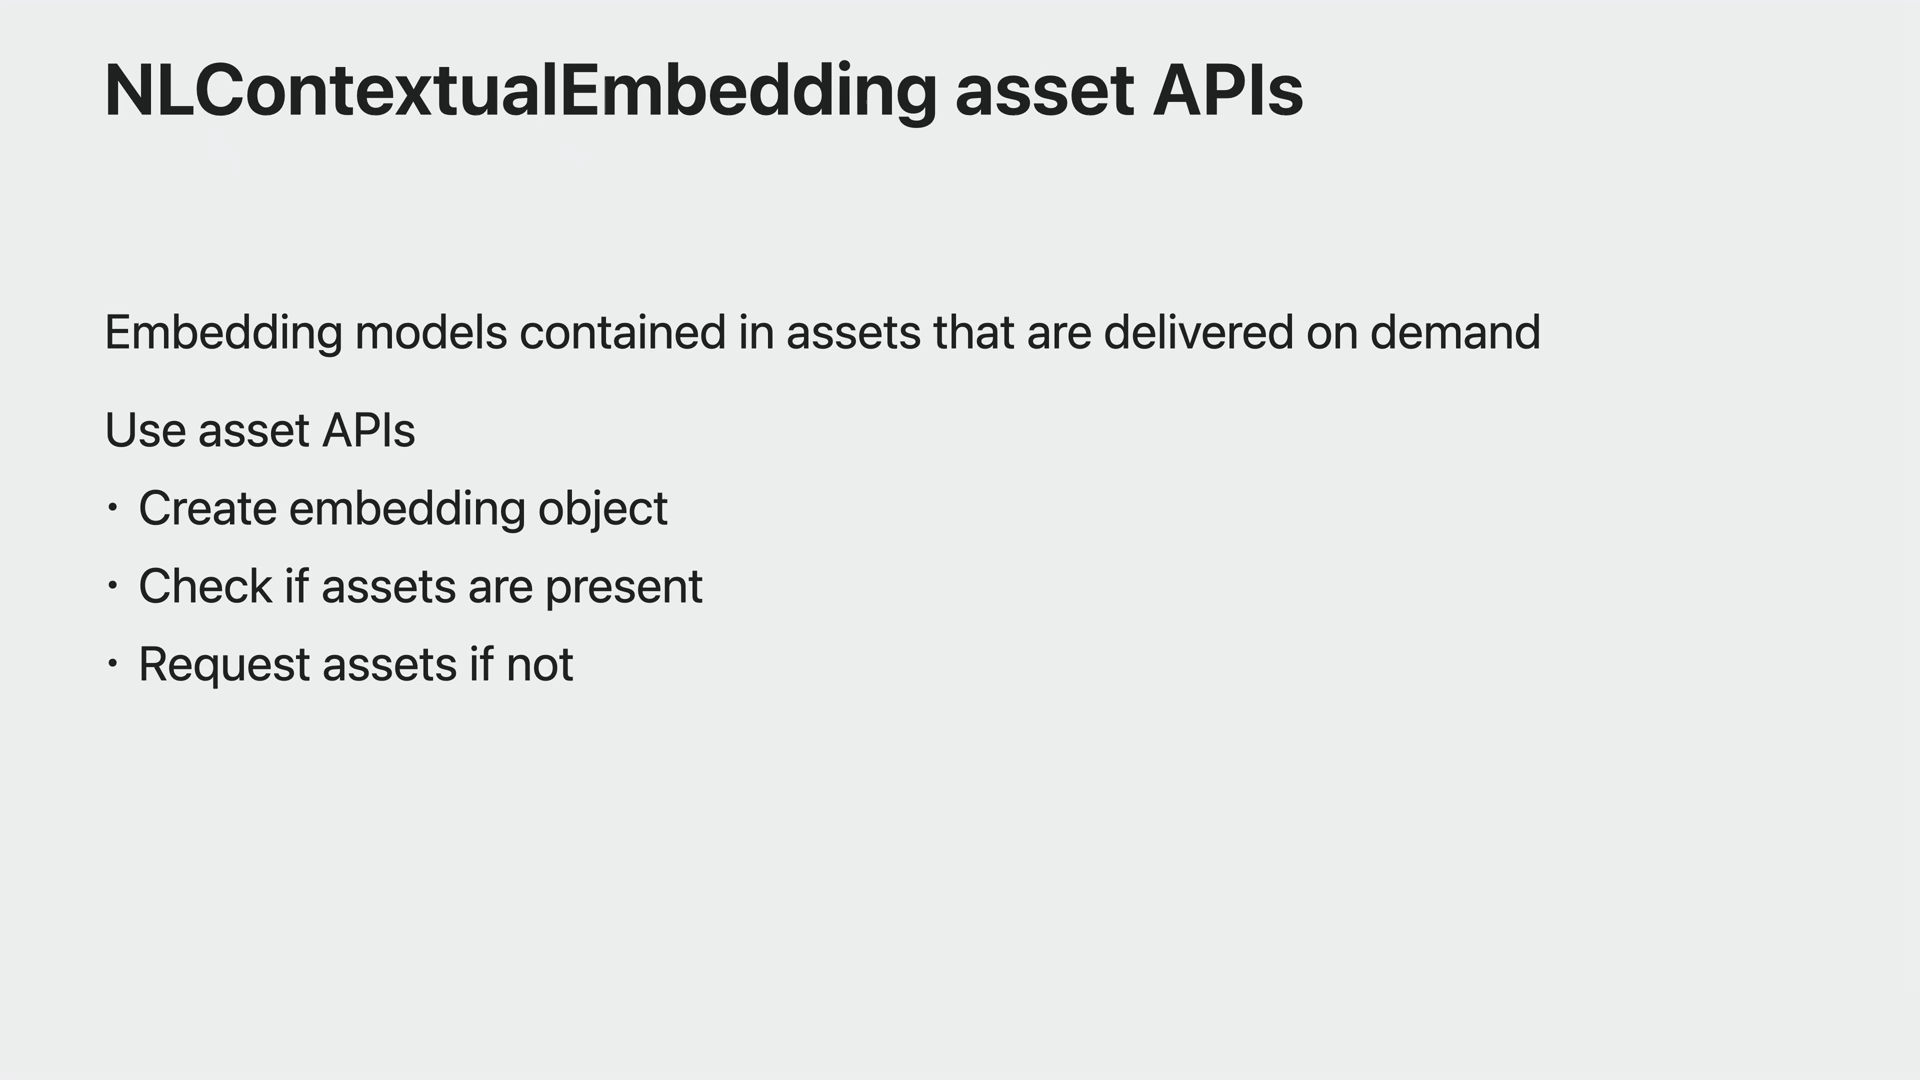 NLContextualEmbedding asset APIs
Embedding models contained in assets that are delivered on demand
Use asset APIs
• Create embedding object
• Check if assets are present
• Request assets if not